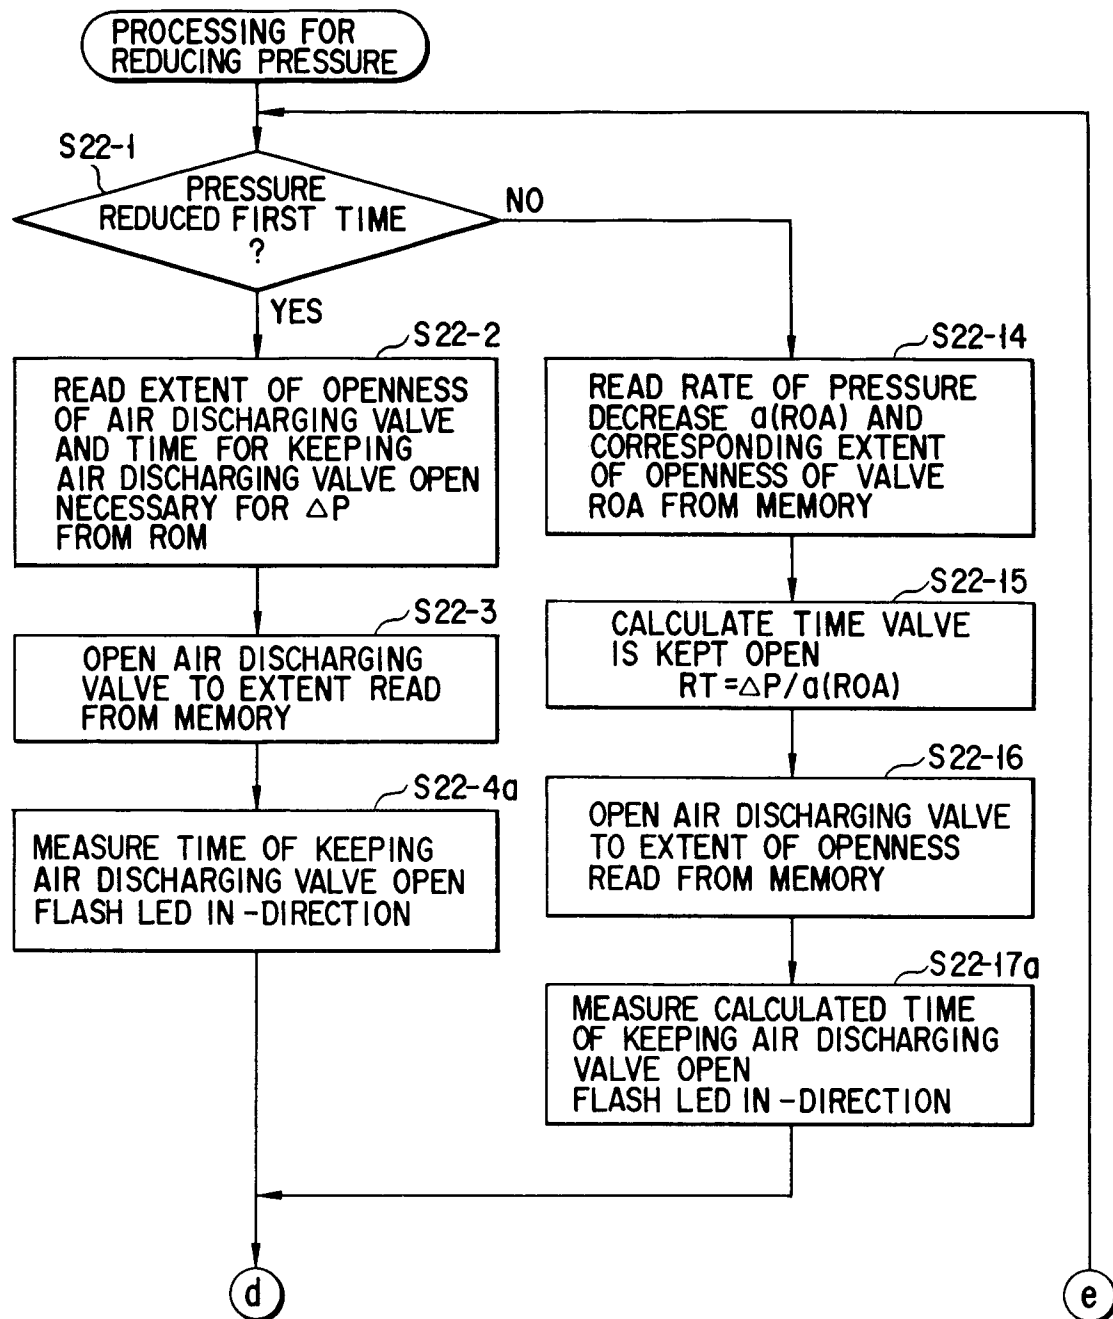 PROCESSING FOR
REDUCING PRESSURE
S22-1
PRESSURE
REDUCED FIRST TIME
?
NO
YES
S22-2
READ EXTENT OF OPENNESS
OF AIR DISCHARGING VALVE
AND TIME FOR KEEPING
AIR DISCHARGING VALVE OPEN
NECESSARY FOR △P
FROM ROM
S22-3
OPEN AIR DISCHARGING
VALVE TO EXTENT READ
FROM MEMORY
S22-4a
MEASURE TIME OF KEEPING
AIR DISCHARGING VALVE OPEN
FLASH LED IN -DIRECTION
S22-14
READ RATE OF PRESSURE
DECREASE a(ROA) AND
CORRESPONDING EXTENT
OF OPENNESS OF VALVE
ROA FROM MEMORY
S22-15
CALCULATE TIME VALVE
IS KEPT OPEN
RT=△P/a(ROA)
S22-16
OPEN AIR DISCHARGING VALVE
TO EXTENT OF OPENNESS
READ FROM MEMORY
S22-17a
MEASURE CALCULATED TIME
OF KEEPING AIR DISCHARGING
VALVE OPEN
FLASH LED IN -DIRECTION
d
e